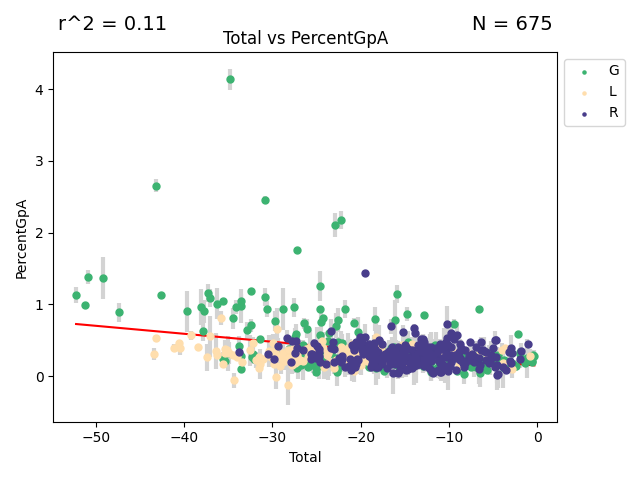 r^2 = 0.11
N = 675
Total vs PercentGpA
G
L
R
4
3
2
1
0
PercentGpA
−50
−40
−30
−20
−10
0
Total